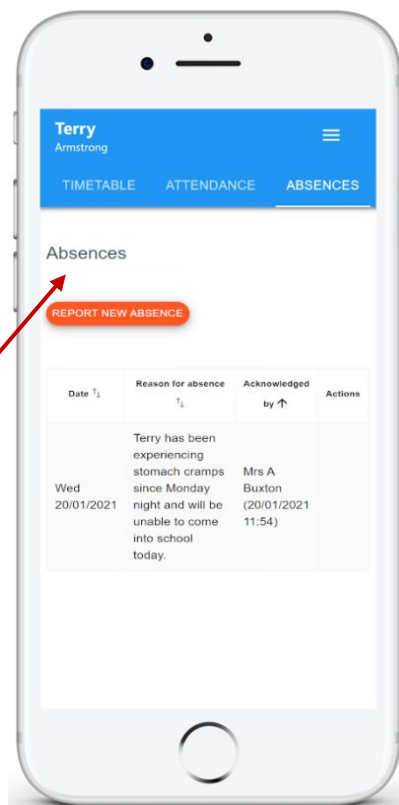 Terry
Armstrong
TIMETABLE ATTENDANCE ABSENCES
Absences
REPORT NEW ABSENCE
Date ↑↓ Reason for absence ↑↓ Acknowledged by ↑ Actions
Terry has been
experiencing
stomach cramps
since Monday
night and will be
unable to come
into school
today.
Wed
20/01/2021
Mrs A
Buxton
(20/01/2021
11:54)